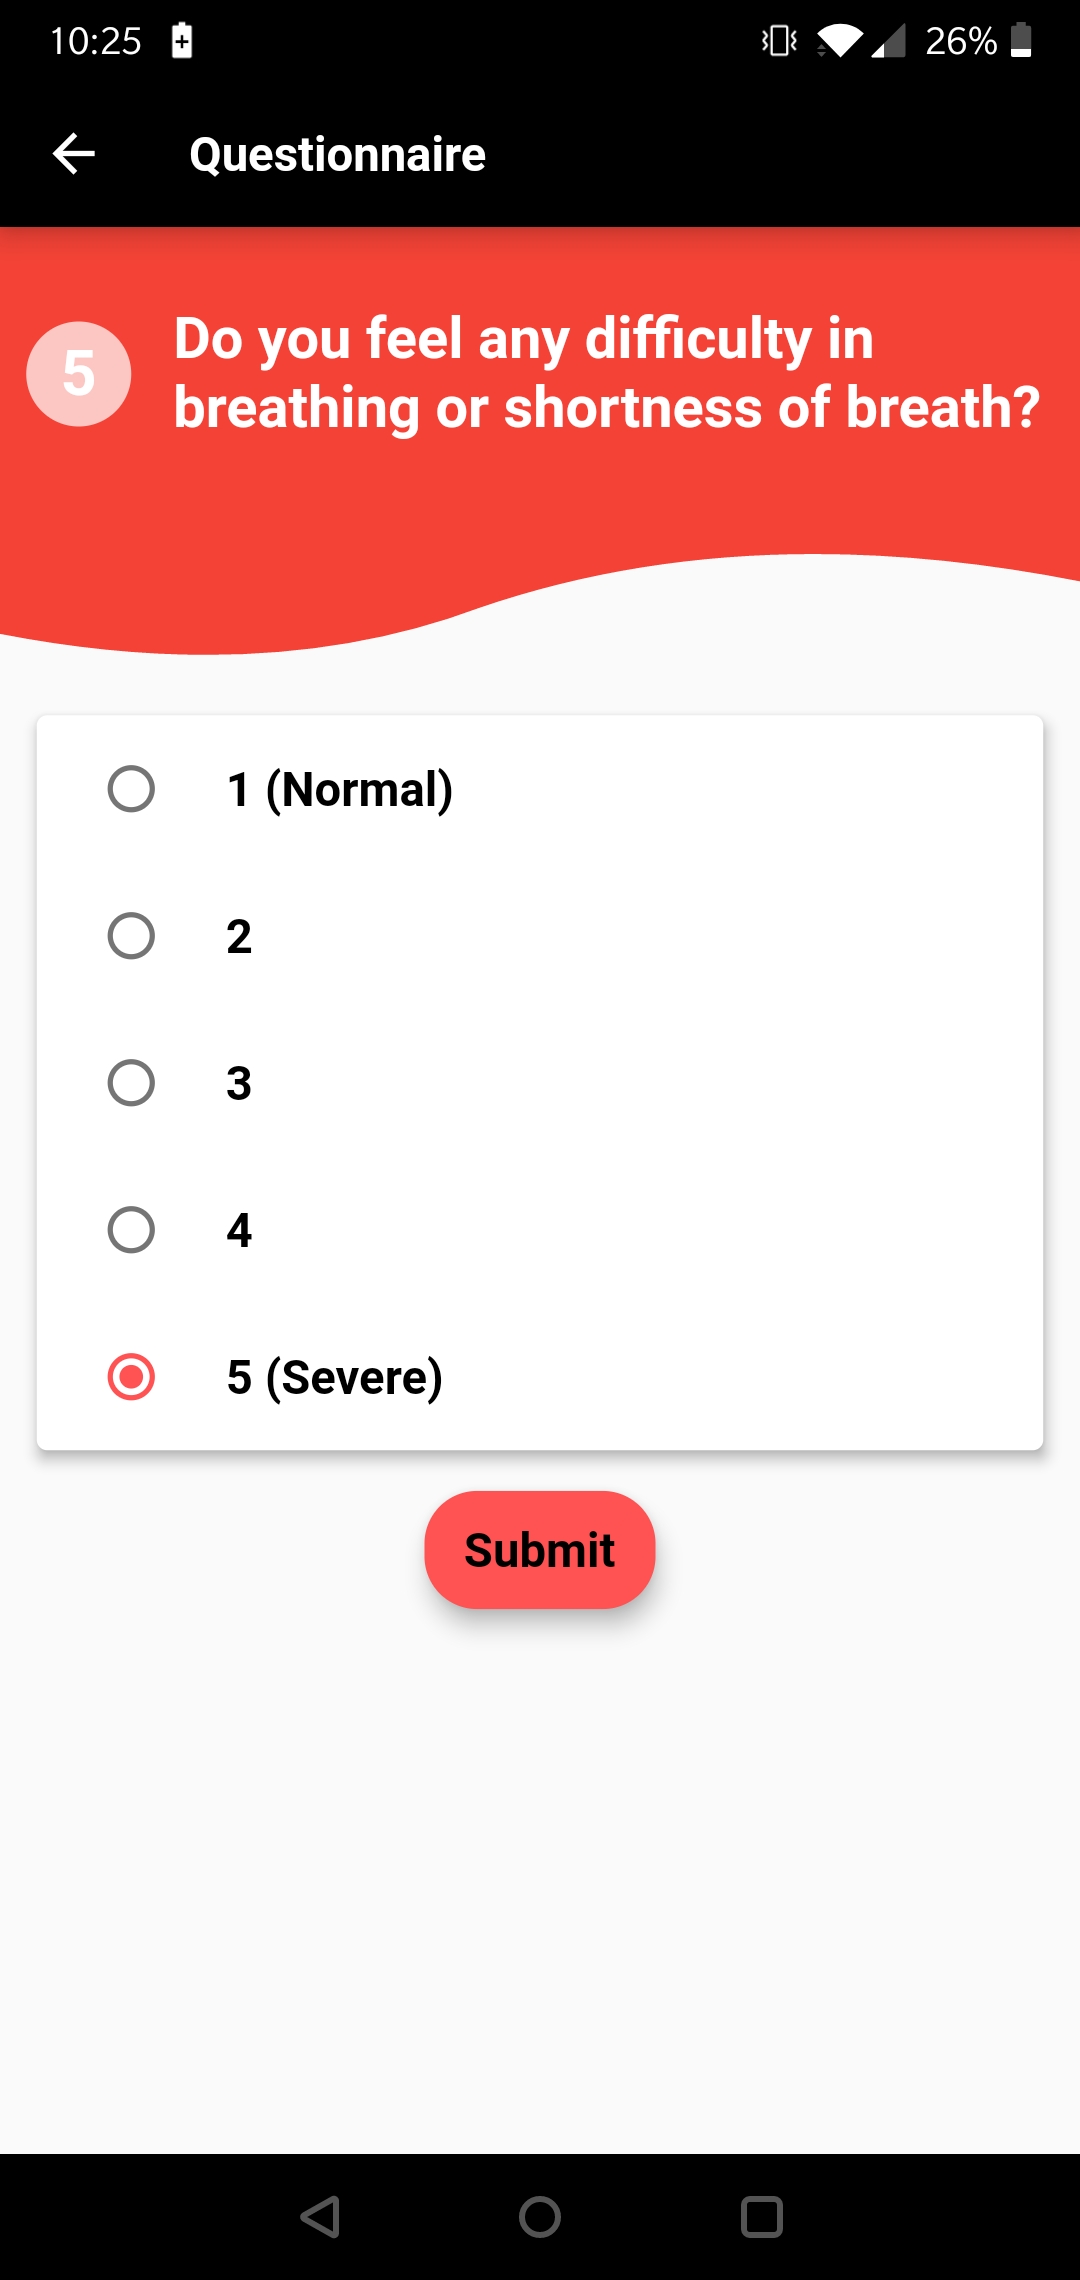 10:25
26%
Questionnaire
5
Do you feel any difficulty in
breathing or shortness of breath?
1 (Normal)
2
3
4
5 (Severe)
Submit